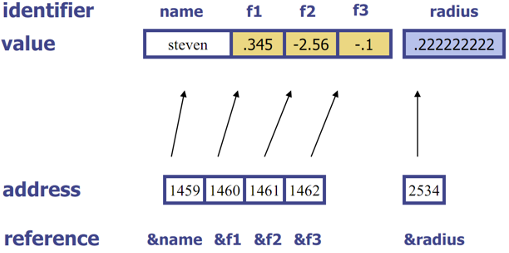 identifier name f1 f2 f3 radius
value steven .345 -2.56 -.1 .222222222
address 1459 1460 1461 1462 2534
reference &name &f1 &f2 &f3 &radius